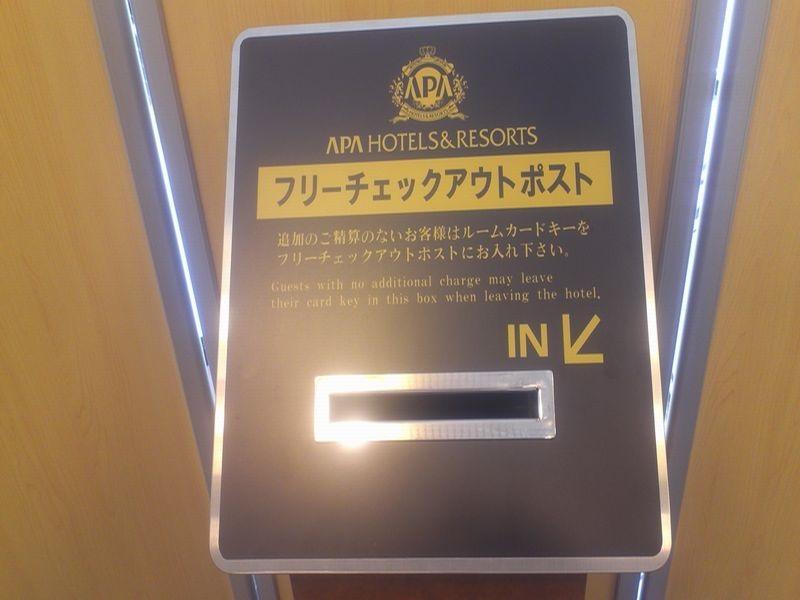 APA
HOTELS&RESORTS
APA HOTELS&RESORTS
フリーチェックアウトポスト
追加のご精算のないお客様はルームカードキーを
フリーチェックアウトポストにお入れ下さい。
Guests with no additional charge may leave
their card key in this box when leaving the hotel.
IN